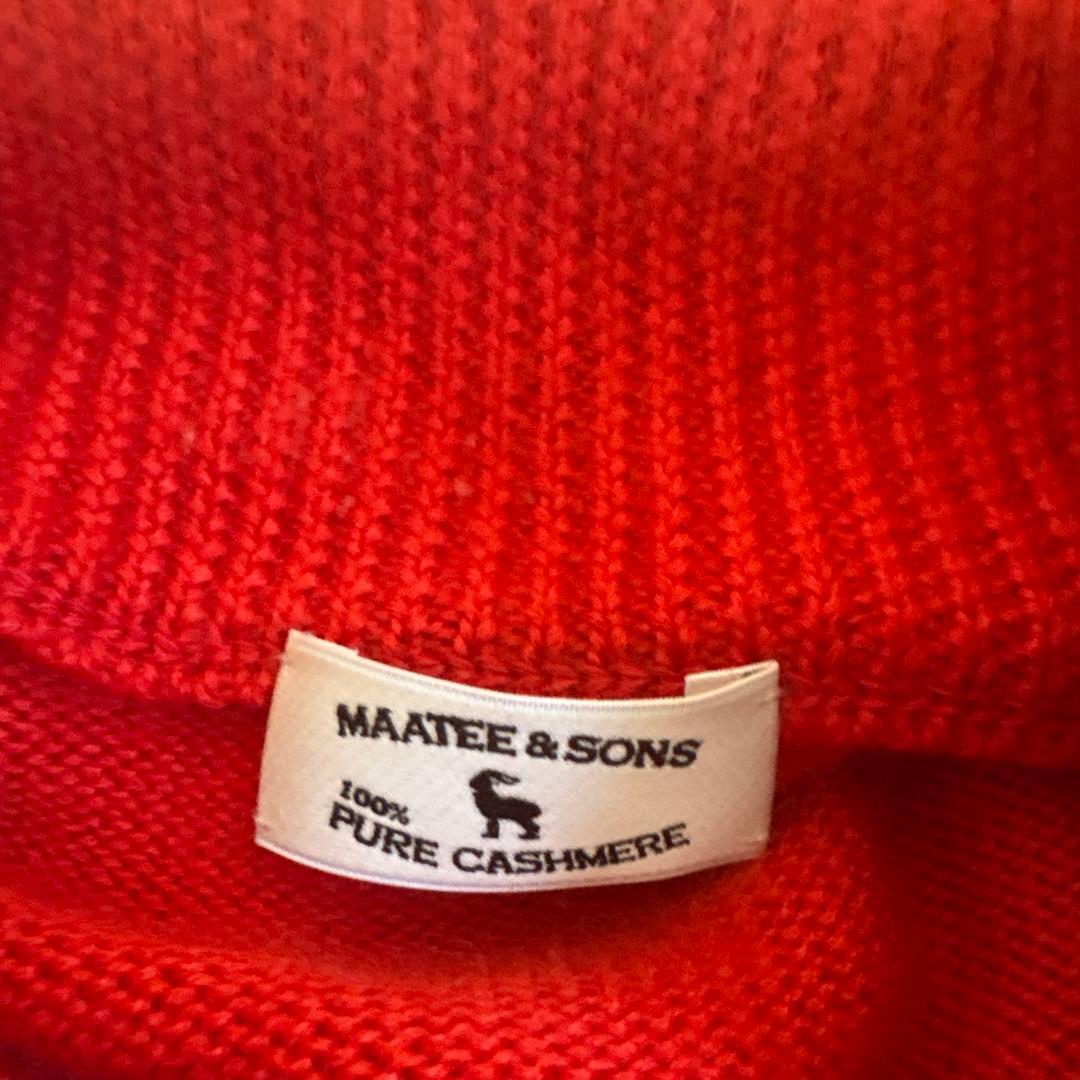 MAATEE & SONS
100%
PURE CASHMERE